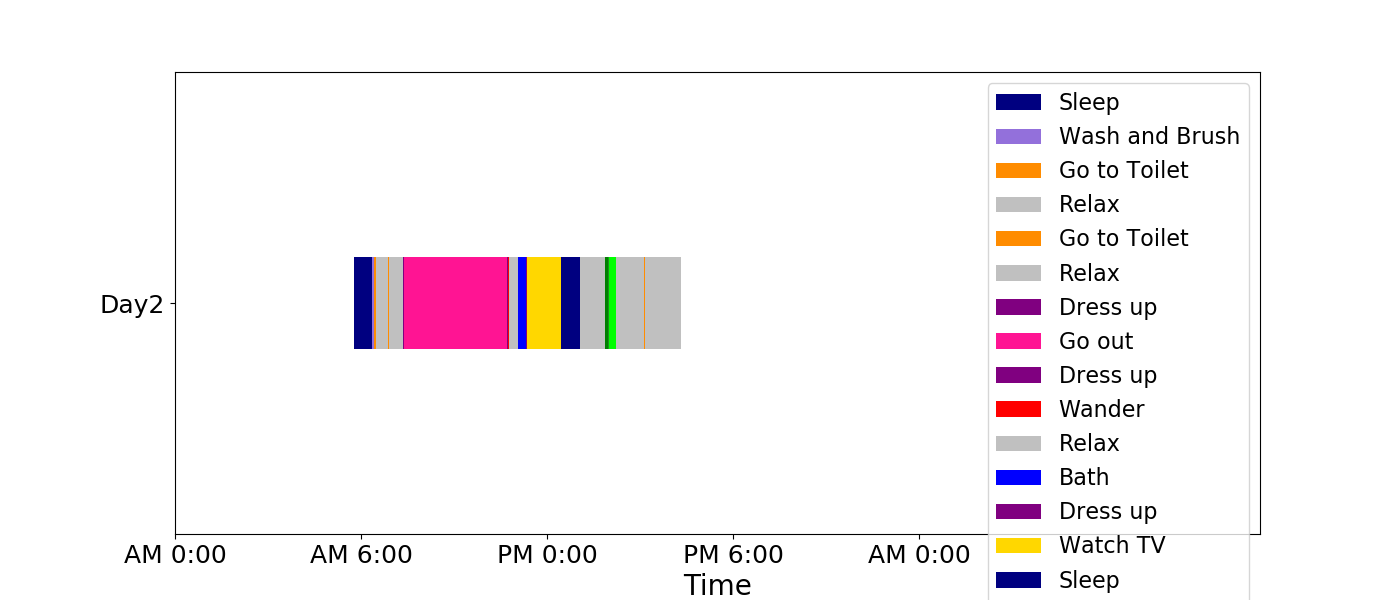 Sleep
Wash and Brush
Go to Toilet
Relax
Go to Toilet
Relax
Dress up
Go out
Dress up
Wander
Relax
Bath
Dress up
Watch TV
Sleep
Day2
AM 0:00 AM 6:00 PM 0:00 PM 6:00 AM 0:00
Time